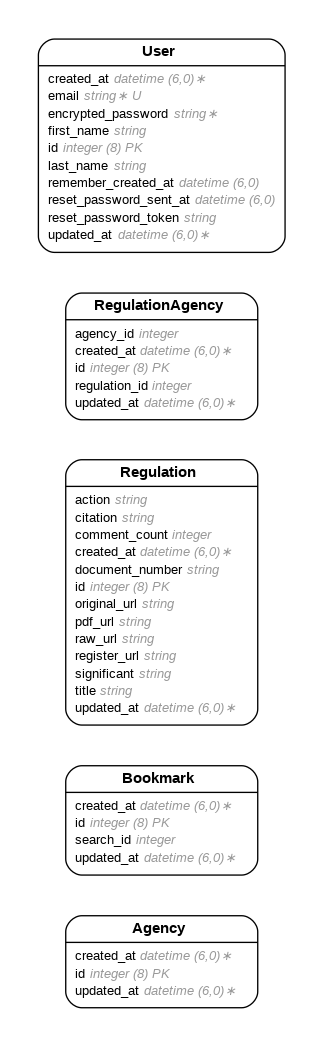 User
created_at datetime (6,0)∗
email string∗ U
encrypted_password string∗
first_name string
id integer (8) PK
last_name string
remember_created_at datetime (6,0)
reset_password_sent_at datetime (6,0)
reset_password_token string
updated_at datetime (6,0)∗
RegulationAgency
agency_id integer
created_at datetime (6,0)∗
id integer (8) PK
regulation_id integer
updated_at datetime (6,0)∗
Regulation
action string
citation string
comment_count integer
created_at datetime (6,0)∗
document_number string
id integer (8) PK
original_url string
pdf_url string
raw_url string
register_url string
significant string
title string
updated_at datetime (6,0)∗
Bookmark
created_at datetime (6,0)∗
id integer (8) PK
search_id integer
updated_at datetime (6,0)∗
Agency
created_at datetime (6,0)∗
id integer (8) PK
updated_at datetime (6,0)∗